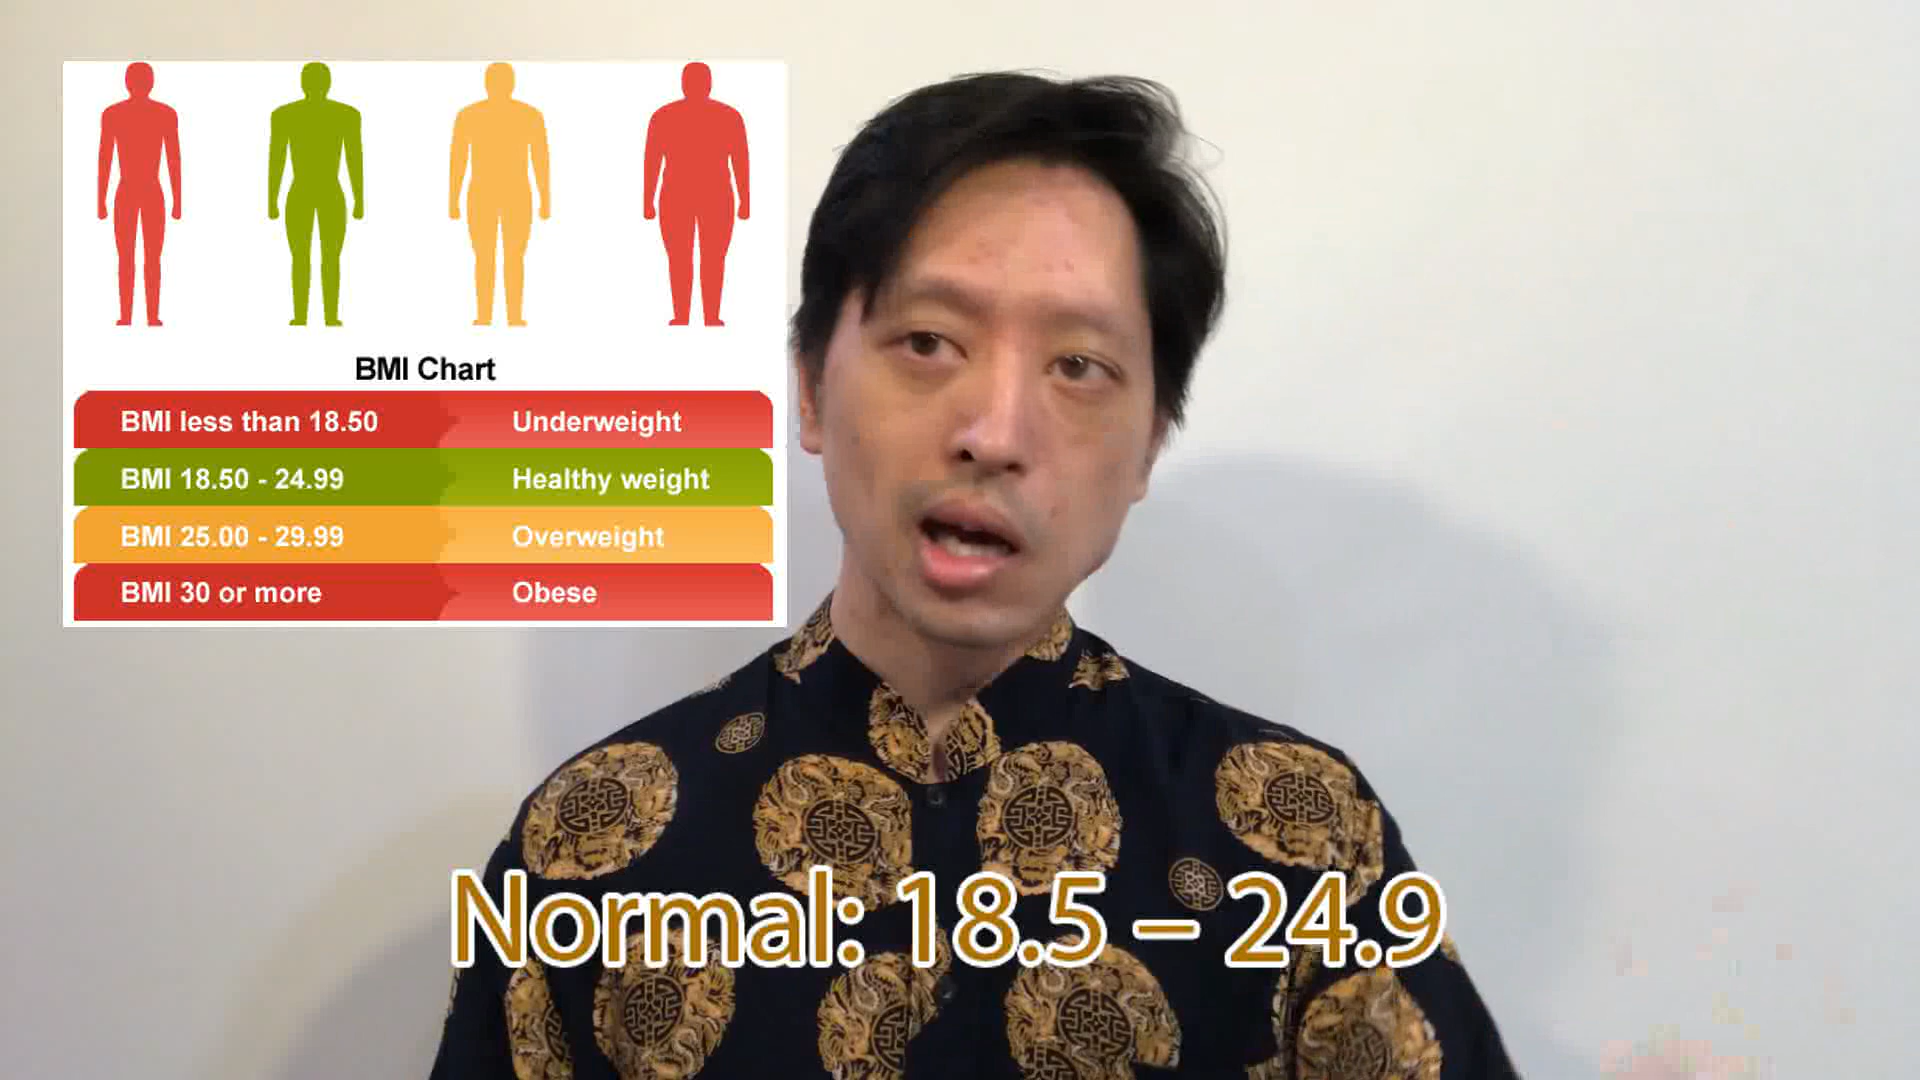 BMI Chart
BMI less than 18.50 Underweight
BMI 18.50 - 24.99 Healthy weight
BMI 25.00 - 29.99 Overweight
BMI 30 or more Obese
Normal: 18.5 – 24.9